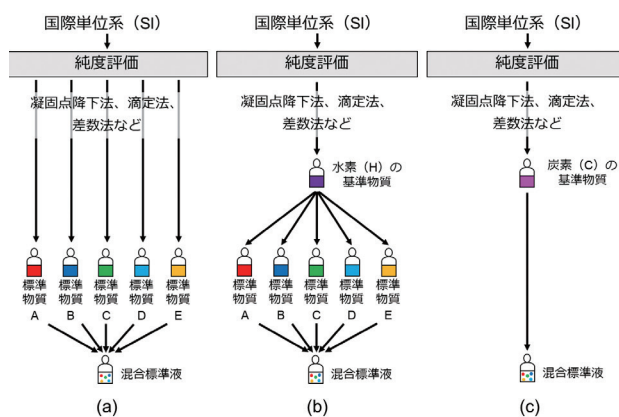 国際単位系（SI）
純度評価
凝固点降下法、滴定法、
差数法など
標準
物質
A
標準
物質
B
標準
物質
C
標準
物質
D
標準
物質
E
混合標準液
(a)
国際単位系（SI）
純度評価
凝固点降下法、滴定法、
差数法など
水素（H）の
基準物質
標準
物質
A
標準
物質
B
標準
物質
C
標準
物質
D
標準
物質
E
混合標準液
(b)
国際単位系（SI）
純度評価
凝固点降下法、滴定法、
差数法など
炭素（C）の
基準物質
混合標準液
(c)